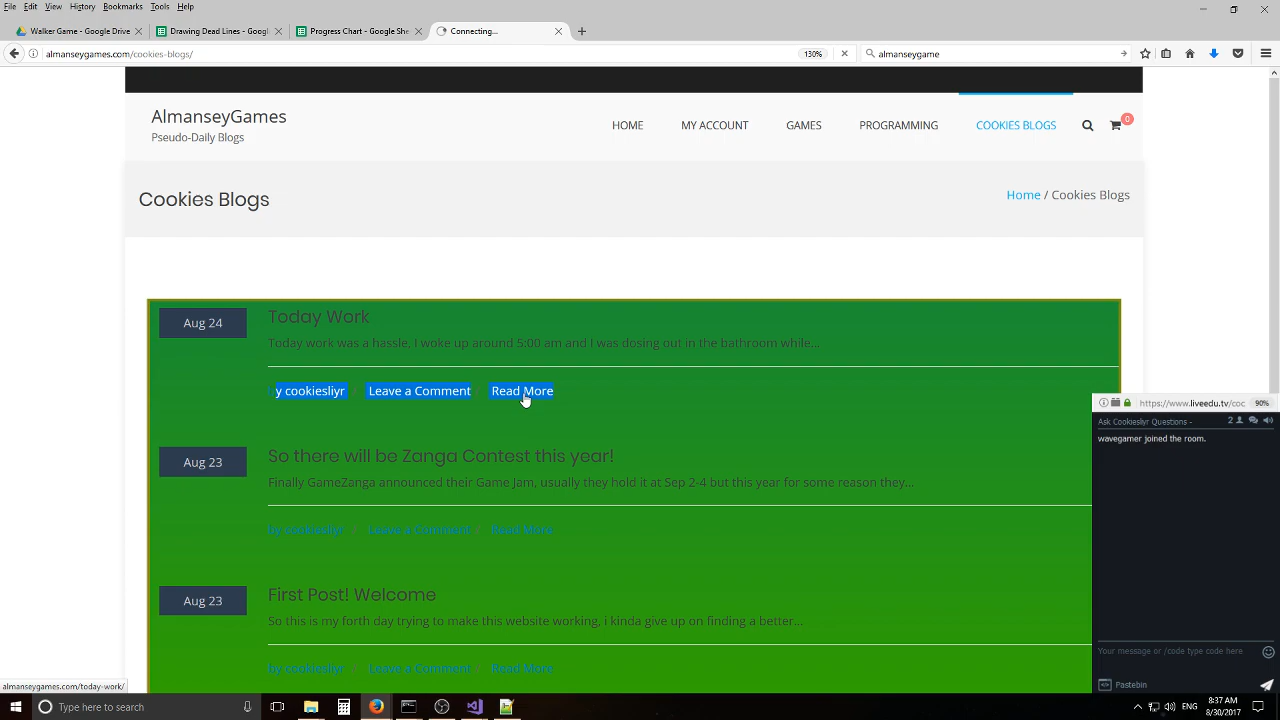 File Edit View History Bookmarks Tools Help
Walker Game - Google Drive
Drawing Dead Lines - Googl
Progress Chart - Google She
Connecting...
almanseygames.com/cookies-blogs/
130%
almanseygame
AlmanseyGames
Pseudo-Daily Blogs
HOME
MY ACCOUNT
GAMES
PROGRAMMING
COOKIES BLOGS
0
Cookies Blogs
Home / Cookies Blogs
Aug 24
Today Work
Today work was a hassle, I woke up around 5:00 am and I was dosing out in the bathroom while...
by cookiesliyr / Leave a Comment / Read More
Aug 23
So there will be Zanga Contest this year!
Finally GameZanga announced their Game Jam, usually they hold it at Sep 2-4 but this year for some reason they...
by cookiesliyr / Leave a Comment / Read More
Aug 23
First Post! Welcome
So this is my forth day trying to make this website working, i kinda give up on finding a better...
by cookiesliyr / Leave a Comment / Read More
https://www.liveedu.tv/coc
90%
Ask Cookiesliyr Questions -
2
wavegamer joined the room.
Your message or /code type code here
Pastebin
almanseygames.com/today-work/
Type here to search
ENG
8:37 AM
8/30/2017